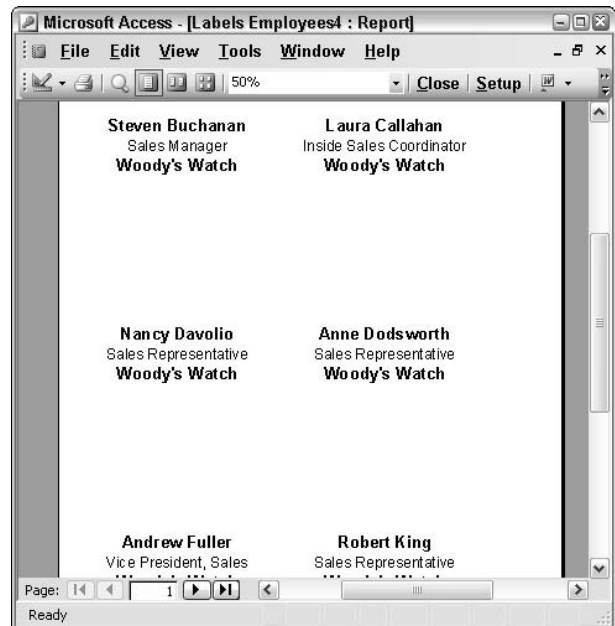 Microsoft Access - [Labels Employees4 : Report]
File Edit View Tools Window Help
50% Close Setup
Steven Buchanan Laura Callahan
Sales Manager Inside Sales Coordinator
Woody's Watch Woody's Watch
Nancy Davolio Anne Dodsworth
Sales Representative Sales Representative
Woody's Watch Woody's Watch
Andrew Fuller Robert King
Vice President, Sales Sales Representative
Page: 1
Ready